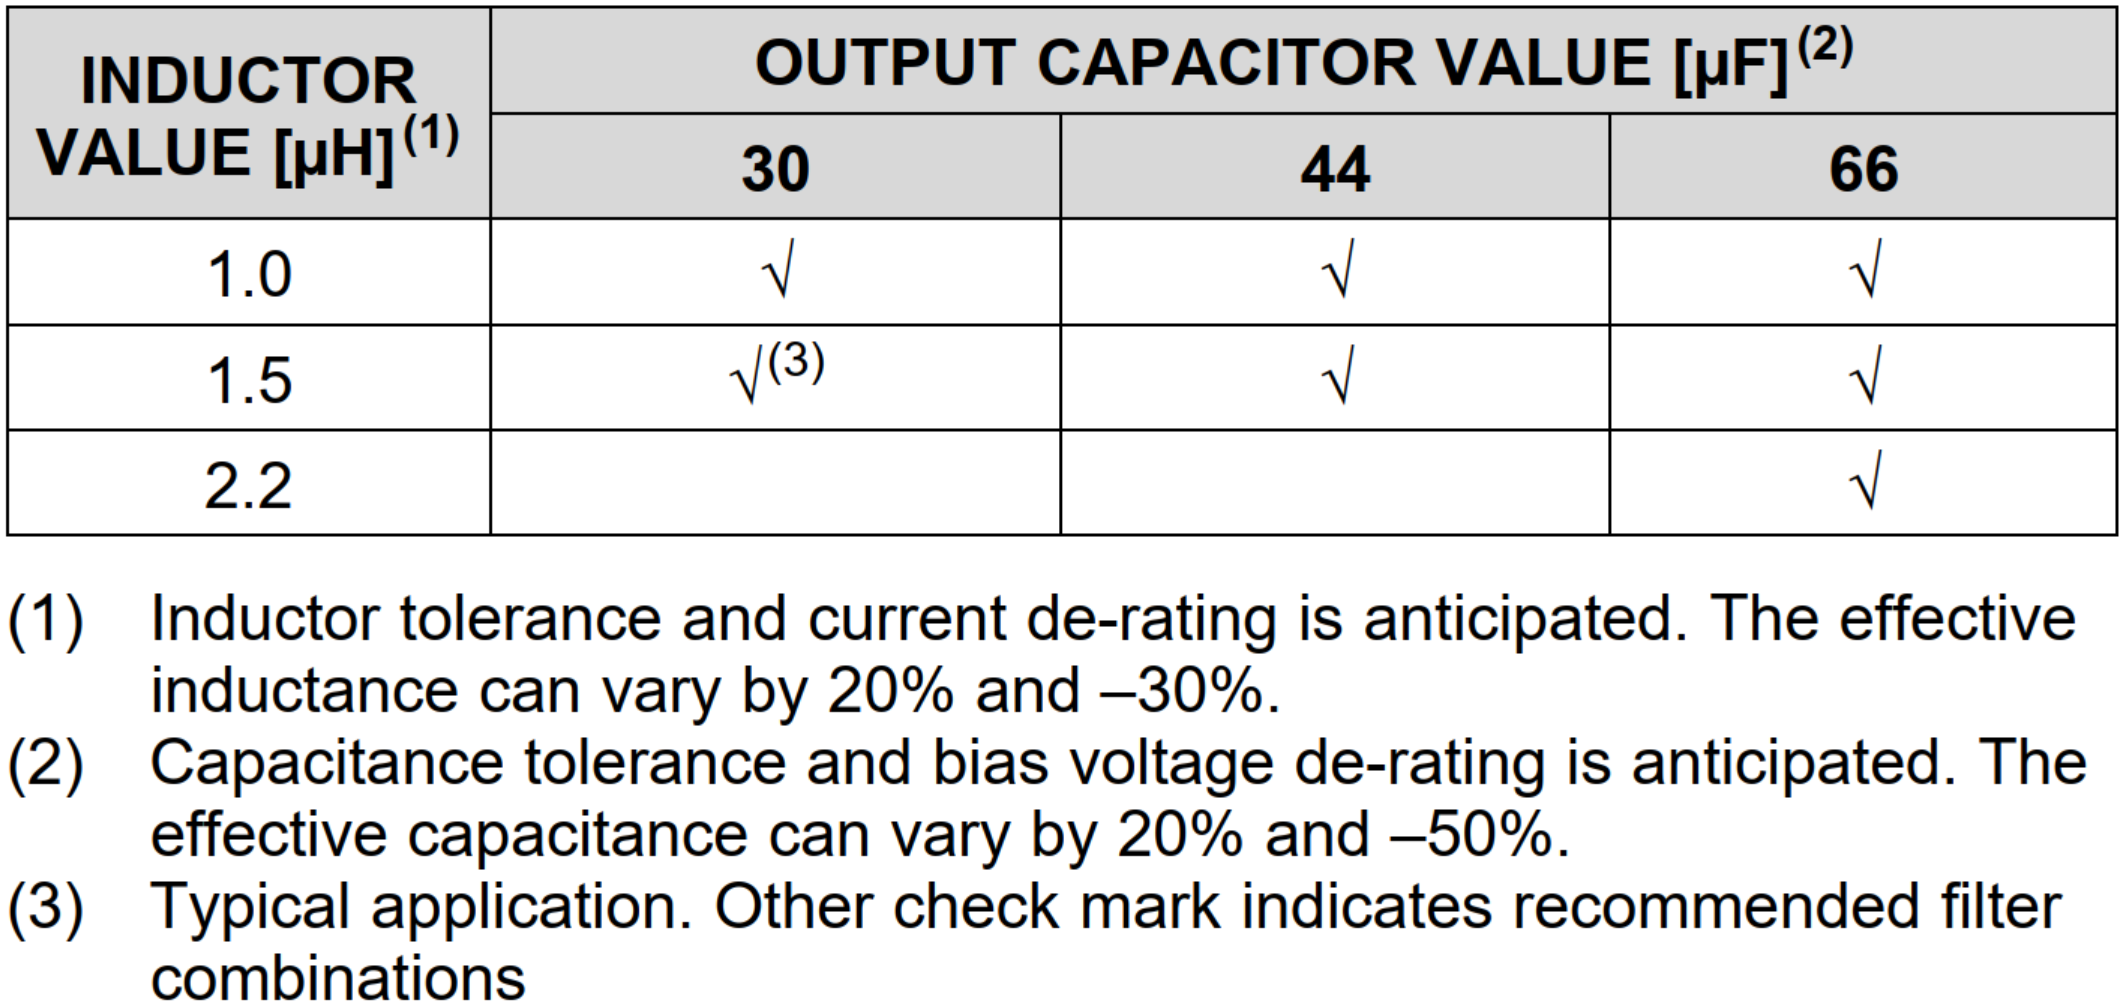 INDUCTOR
VALUE [µH](1)
OUTPUT CAPACITOR VALUE [µF](2)
30 44 66
1.0 √ √ √
1.5 √(3) √ √
2.2 √
(1) Inductor tolerance and current de-rating is anticipated. The effective
inductance can vary by 20% and –30%.
(2) Capacitance tolerance and bias voltage de-rating is anticipated. The
effective capacitance can vary by 20% and –50%.
(3) Typical application. Other check mark indicates recommended filter
combinations